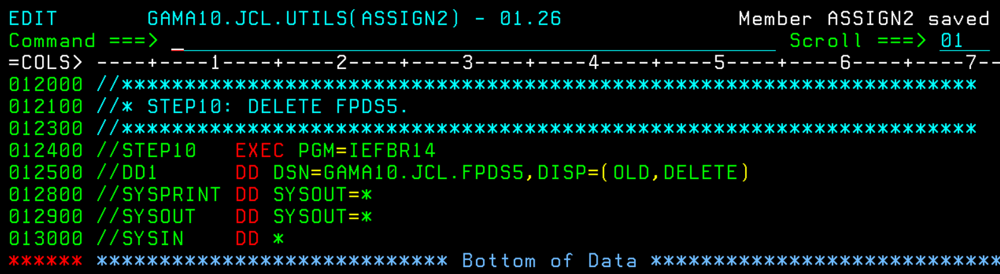 EDIT       GAMA10.JCL.UTILS(ASSIGN2) - 01.26              Member ASSIGN2 saved
Command ===> _ Scroll ===> 01
=COLS> ----+----1----+----2----+----3----+----4----+----5----+----6----+----7--
012000 //********************************************************************
012100 //* STEP10: DELETE FPDS5.
012300 //********************************************************************
012400 //STEP10   EXEC PGM=IEFBR14
012500 //DD1      DD DSN=GAMA10.JCL.FPDS5,DISP=(OLD,DELETE)
012800 //SYSPRINT DD SYSOUT=*
012900 //SYSOUT   DD SYSOUT=*
013000 //SYSIN    DD *
****** **************************** Bottom of Data ****************************